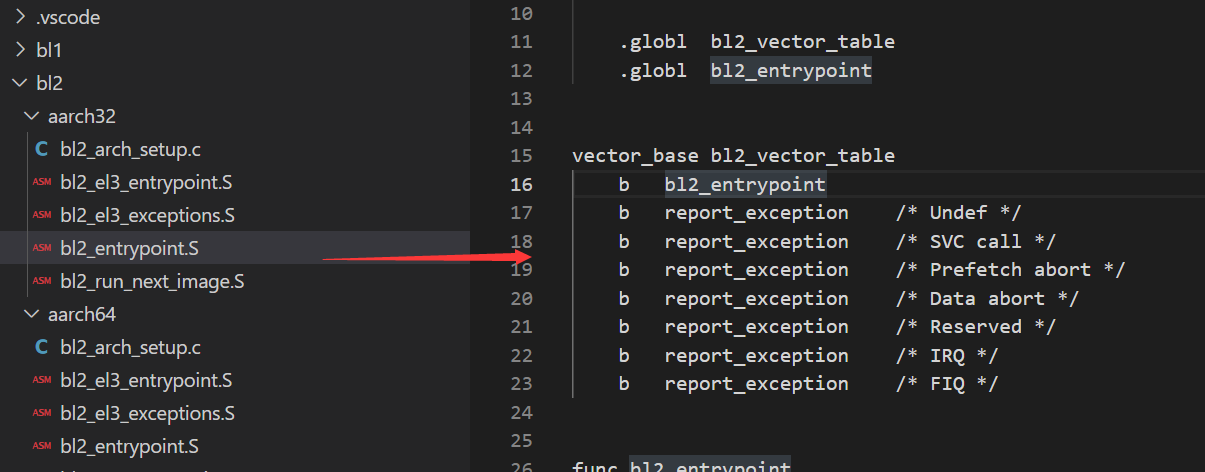 .vscode
bl1
bl2
aarch32
C bl2_arch_setup.c
ASM bl2_el3_entrypoint.S
ASM bl2_el3_exceptions.S
ASM bl2_entrypoint.S
ASM bl2_run_next_image.S
aarch64
C bl2_arch_setup.c
ASM bl2_el3_entrypoint.S
ASM bl2_el3_exceptions.S
ASM bl2_entrypoint.S
10
11 .globl bl2_vector_table
12 .globl bl2_entrypoint
13
14
15 vector_base bl2_vector_table
16 b bl2_entrypoint
17 b report_exception /* Undef */
18 b report_exception /* SVC call */
19 b report_exception /* Prefetch abort */
20 b report_exception /* Data abort */
21 b report_exception /* Reserved */
22 b report_exception /* IRQ */
23 b report_exception /* FIQ */
24
25
26 func bl2_entrypoint